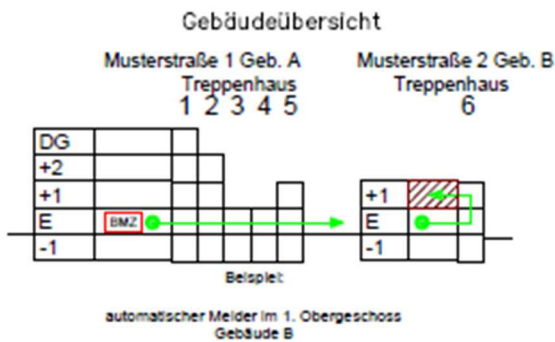 Gebäudeübersicht
Musterstraße 1 Geb. A
Treppenhaus
1 2 3 4 5
Musterstraße 2 Geb. B
Treppenhaus
6
DG
+2
+1
E BMZ
-1
+1
E
-1
Beispiel:
automatischer Melder im 1. Obergeschoss
Gebäude B